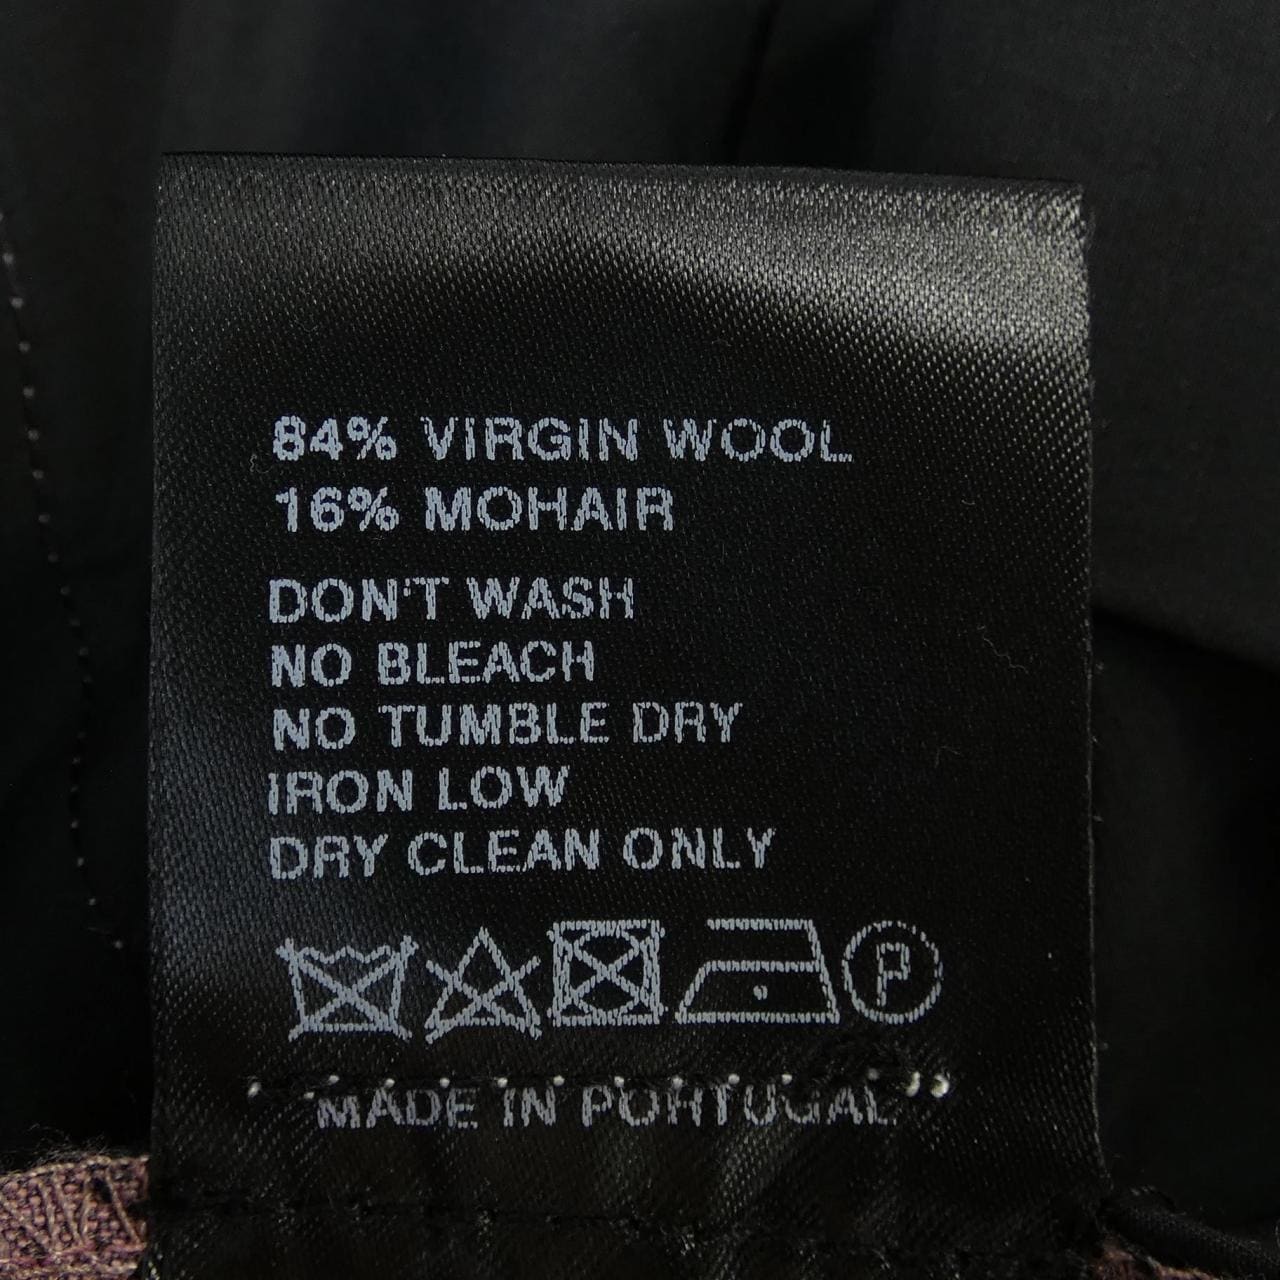 84% VIRGIN WOOL
16% MOHAIR
DON'T WASH
NO BLEACH
NO TUMBLE DRY
IRON LOW
DRY CLEAN ONLY
P
MADE IN PORTUGAL